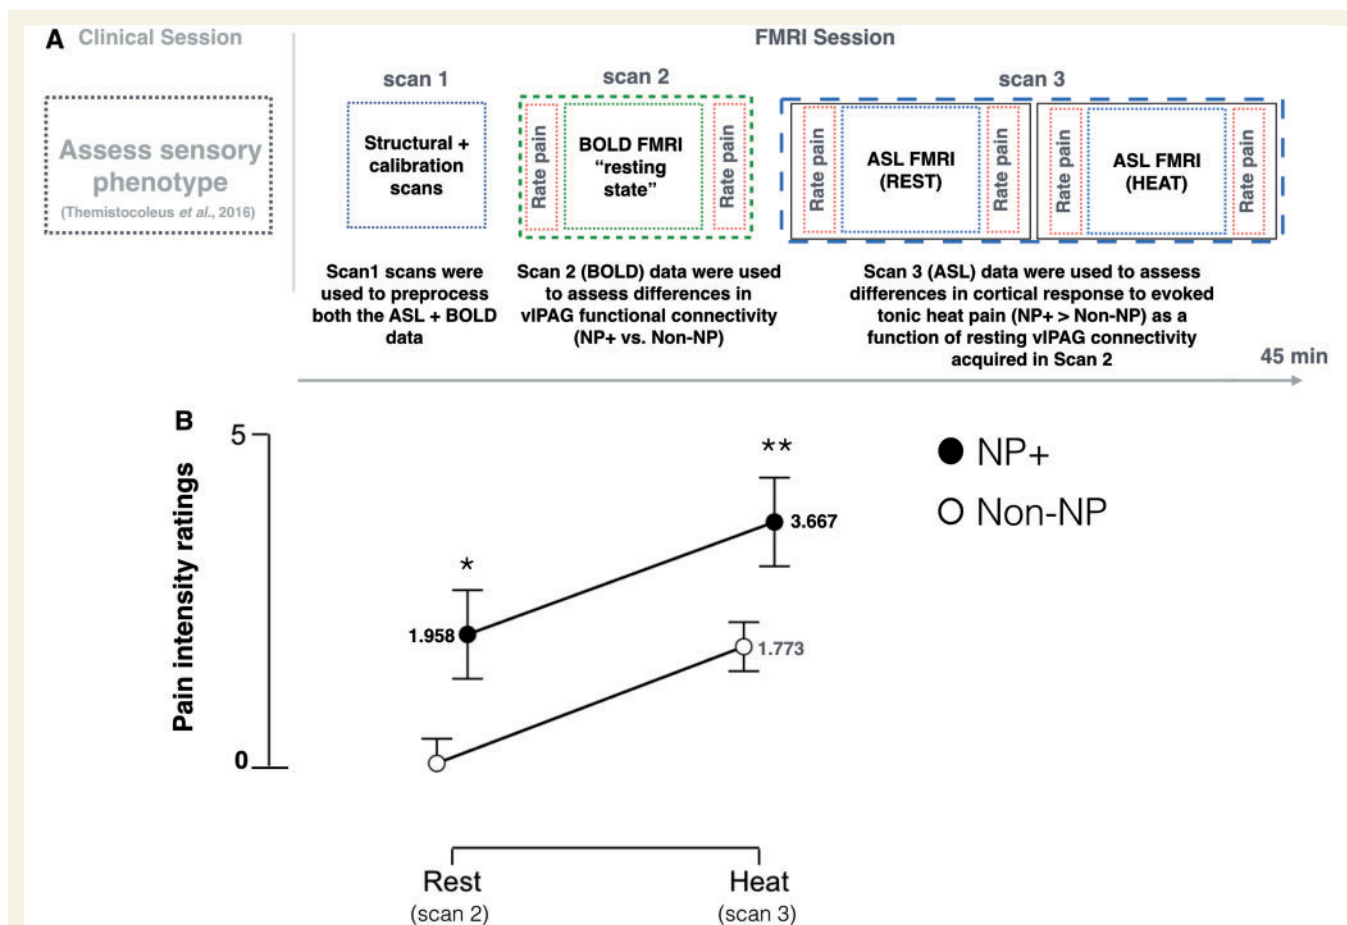 A Clinical Session
FMRI Session
scan 1
scan 2
scan 3
Assess sensory
phenotype
(Themistocoleus et al., 2016)
Structural +
calibration
scans
Rate pain
BOLD FMRI
“resting
state”
Rate pain
Rate pain
ASL FMRI
(REST)
Rate pain
Rate pain
ASL FMRI
(HEAT)
Rate pain
Scan1 scans were
used to preprocess
both the ASL + BOLD
data
Scan 2 (BOLD) data were used
to assess differences in
vlPAG functional connectivity
(NP+ vs. Non-NP)
Scan 3 (ASL) data were used to assess
differences in cortical response to evoked
tonic heat pain (NP+ > Non-NP) as a
function of resting vlPAG connectivity
acquired in Scan 2
45 min
B
5
0
Pain intensity ratings
*
**
1.958
3.667
1.773
NP+
Non-NP
Rest
(scan 2)
Heat
(scan 3)